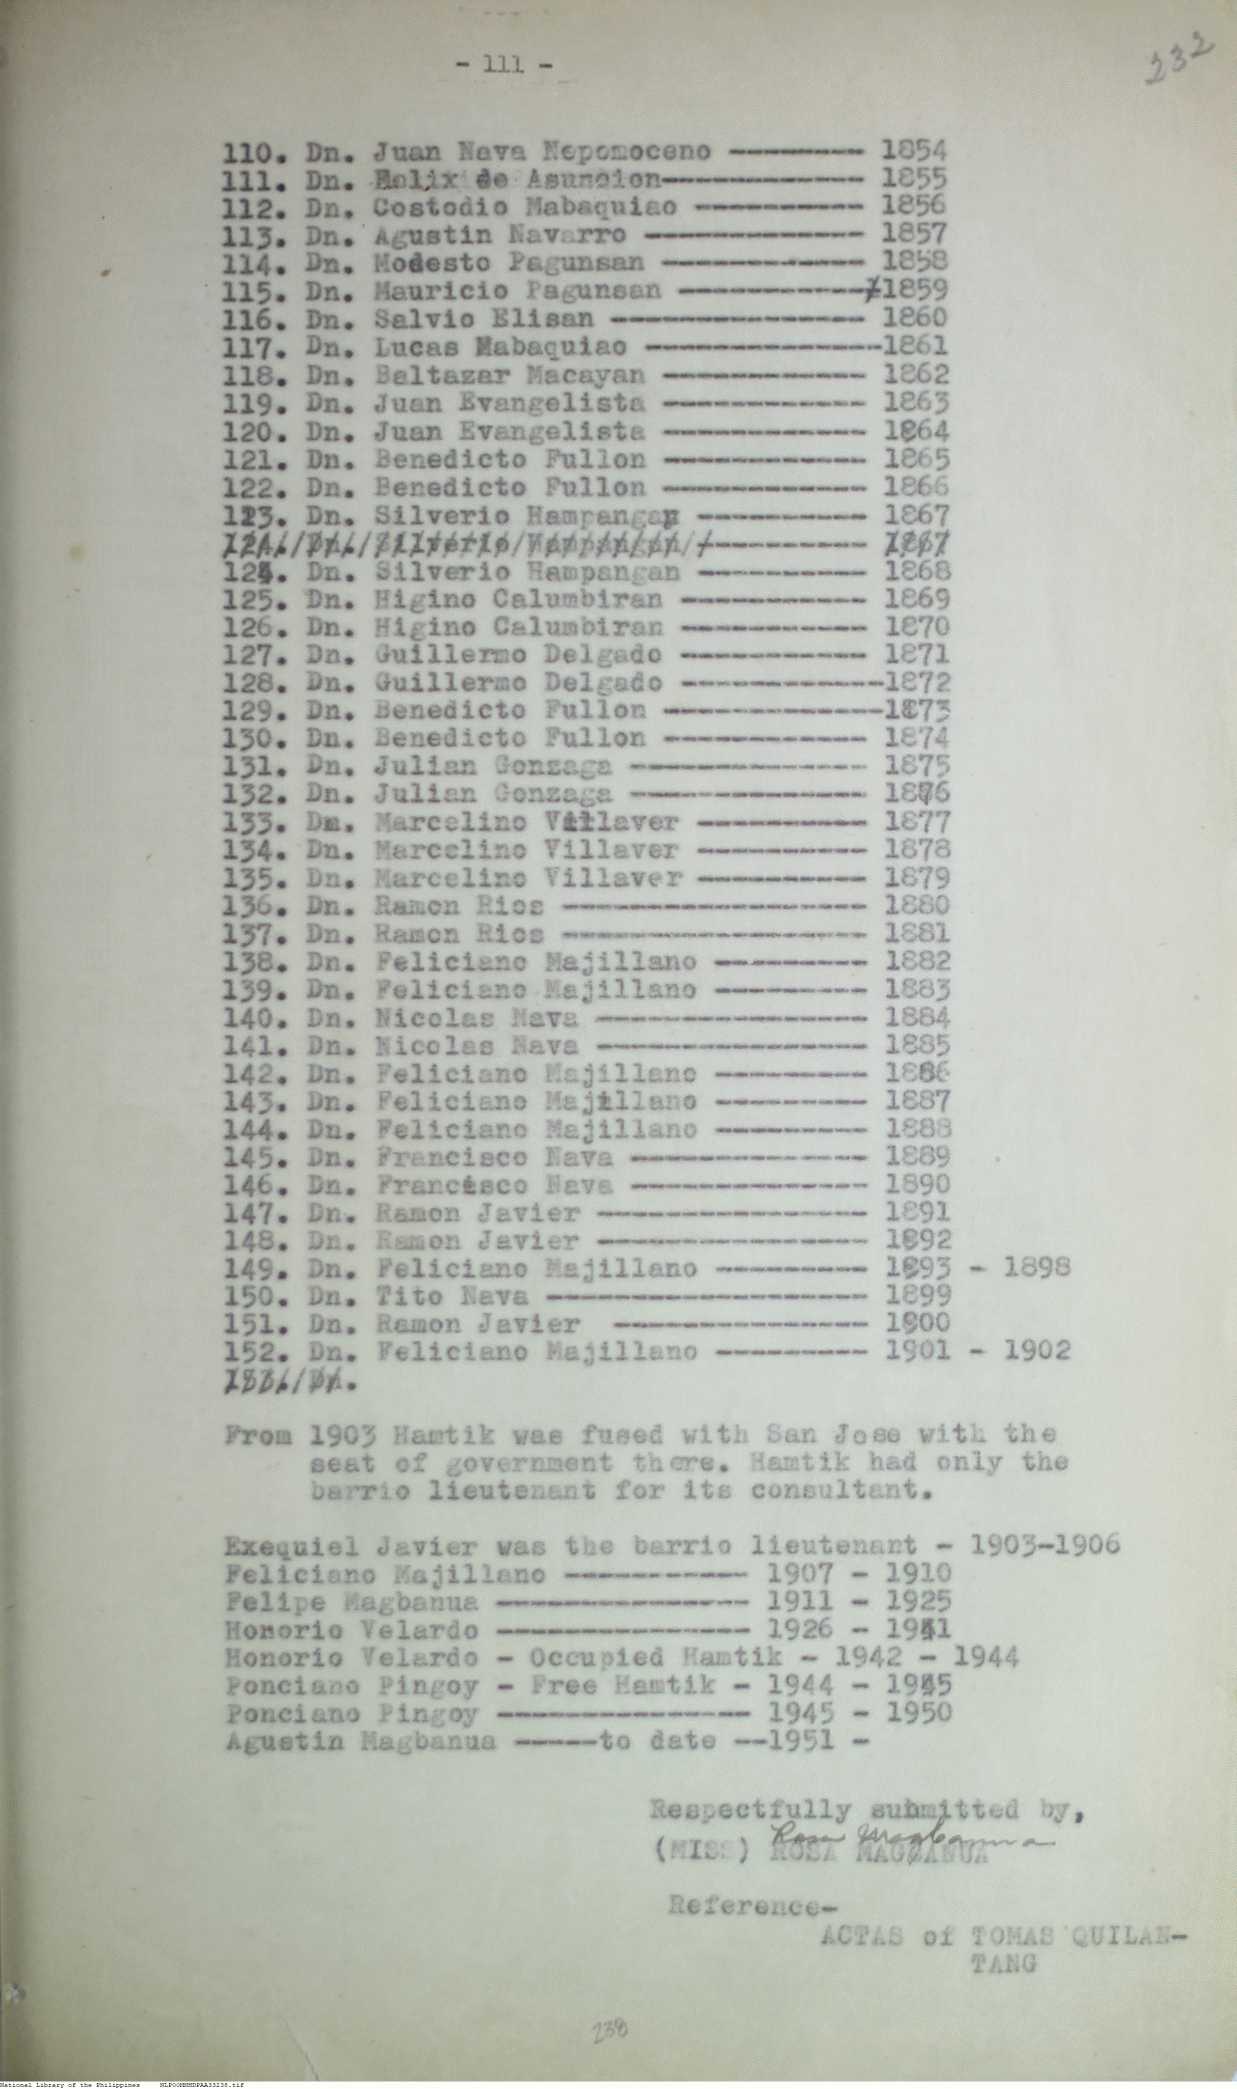 - 111 -
232
110. Dn. Juan Nava Nepomoceno --------- 1854
111. Dn. Felix de Asuncion------------ 1855
112. Dn. Costodio Mabaquiao ---------- 1856
113. Dn. Agustin Navarro ------------- 1857
114. Dn. Modesto Pagunsan ------------ 1858
115. Dn. Mauricio Pagunsan -----------1859
116. Dn. Salvio Elisan --------------- 1860
117. Dn. Lucas Mabaquiao --------------1861
118. Dn. Baltazar Macayan ------------ 1862
119. Dn. Juan Evangelista ------------ 1863
120. Dn. Juan Evangelista ------------ 1864
121. Dn. Benedicto Fullon ------------ 1865
122. Dn. Benedicto Fullon ------------ 1866
123. Dn. Silverio Hampangan ---------- 1867
124. Dn. Silverio Hampangan ---------- 1868
125. Dn. Higino Calumbiran ----------- 1869
126. Dn. Higino Calumbiran ----------- 1870
127. Dn. Guillermo Delgado ----------- 1871
128. Dn. Guillermo Delgado ------------1872
129. Dn. Benedicto Fullon -------------1873
130. Dn. Benedicto Fullon ------------ 1874
131. Dn. Julian Gonzaga -------------- 1875
132. Dn. Julian Gonzaga -------------- 1876
133. Dn. Marcelino Villaver ---------- 1877
134. Dn. Marcelino Villaver ---------- 1878
135. Dn. Marcelino Villaver ---------- 1879
136. Dn. Ramon Rios ------------------ 1880
137. Dn. Ramon Rios ------------------ 1881
138. Dn. Feliciano Majillano --------- 1882
139. Dn. Feliciano Majillano --------- 1883
140. Dn. Nicolas Nava ---------------- 1884
141. Dn. Nicolas Nava ---------------- 1885
142. Dn. Feliciano Majillano --------- 1886
143. Dn. Feliciano Majillano --------- 1887
144. Dn. Feliciano Majillano --------- 1888
145. Dn. Francisco Nava -------------- 1889
146. Dn. Francisco Nava -------------- 1890
147. Dn. Ramon Javier ---------------- 1891
148. Dn. Ramon Javier ---------------- 1892
149. Dn. Feliciano Majillano --------- 1893 - 1898
150. Dn. Tito Nava ------------------- 1899
151. Dn. Ramon Javier --------------- 1900
152. Dn. Feliciano Majillano --------- 1901 - 1902
From 1903 Hamtik was fused with San Jose with the
seat of government there. Hamtik had only the
barrio lieutenant for its consultant.
Exequiel Javier was the barrio lieutenant - 1903-1906
Feliciano Majillano ----------- 1907 - 1910
Felipe Magbanua --------------- 1911 - 1925
Honorio Velardo --------------- 1926 - 1941
Honorio Velardo - Occupied Hamtik - 1942 - 1944
Ponciano Pingoy - Free Hamtik - 1944 - 1945
Ponciano Pingoy --------------- 1945 - 1950
Agustin Magbanua -----to date --1951 -
Respectfully submitted by,
Rosa Magbanua
(MISS) ROSA MAGBANUA
Reference-
ACTAS of TOMAS QUILAN-
TANG
238
National Library of the Philippines NLPOOMNHDPAA33238.tif